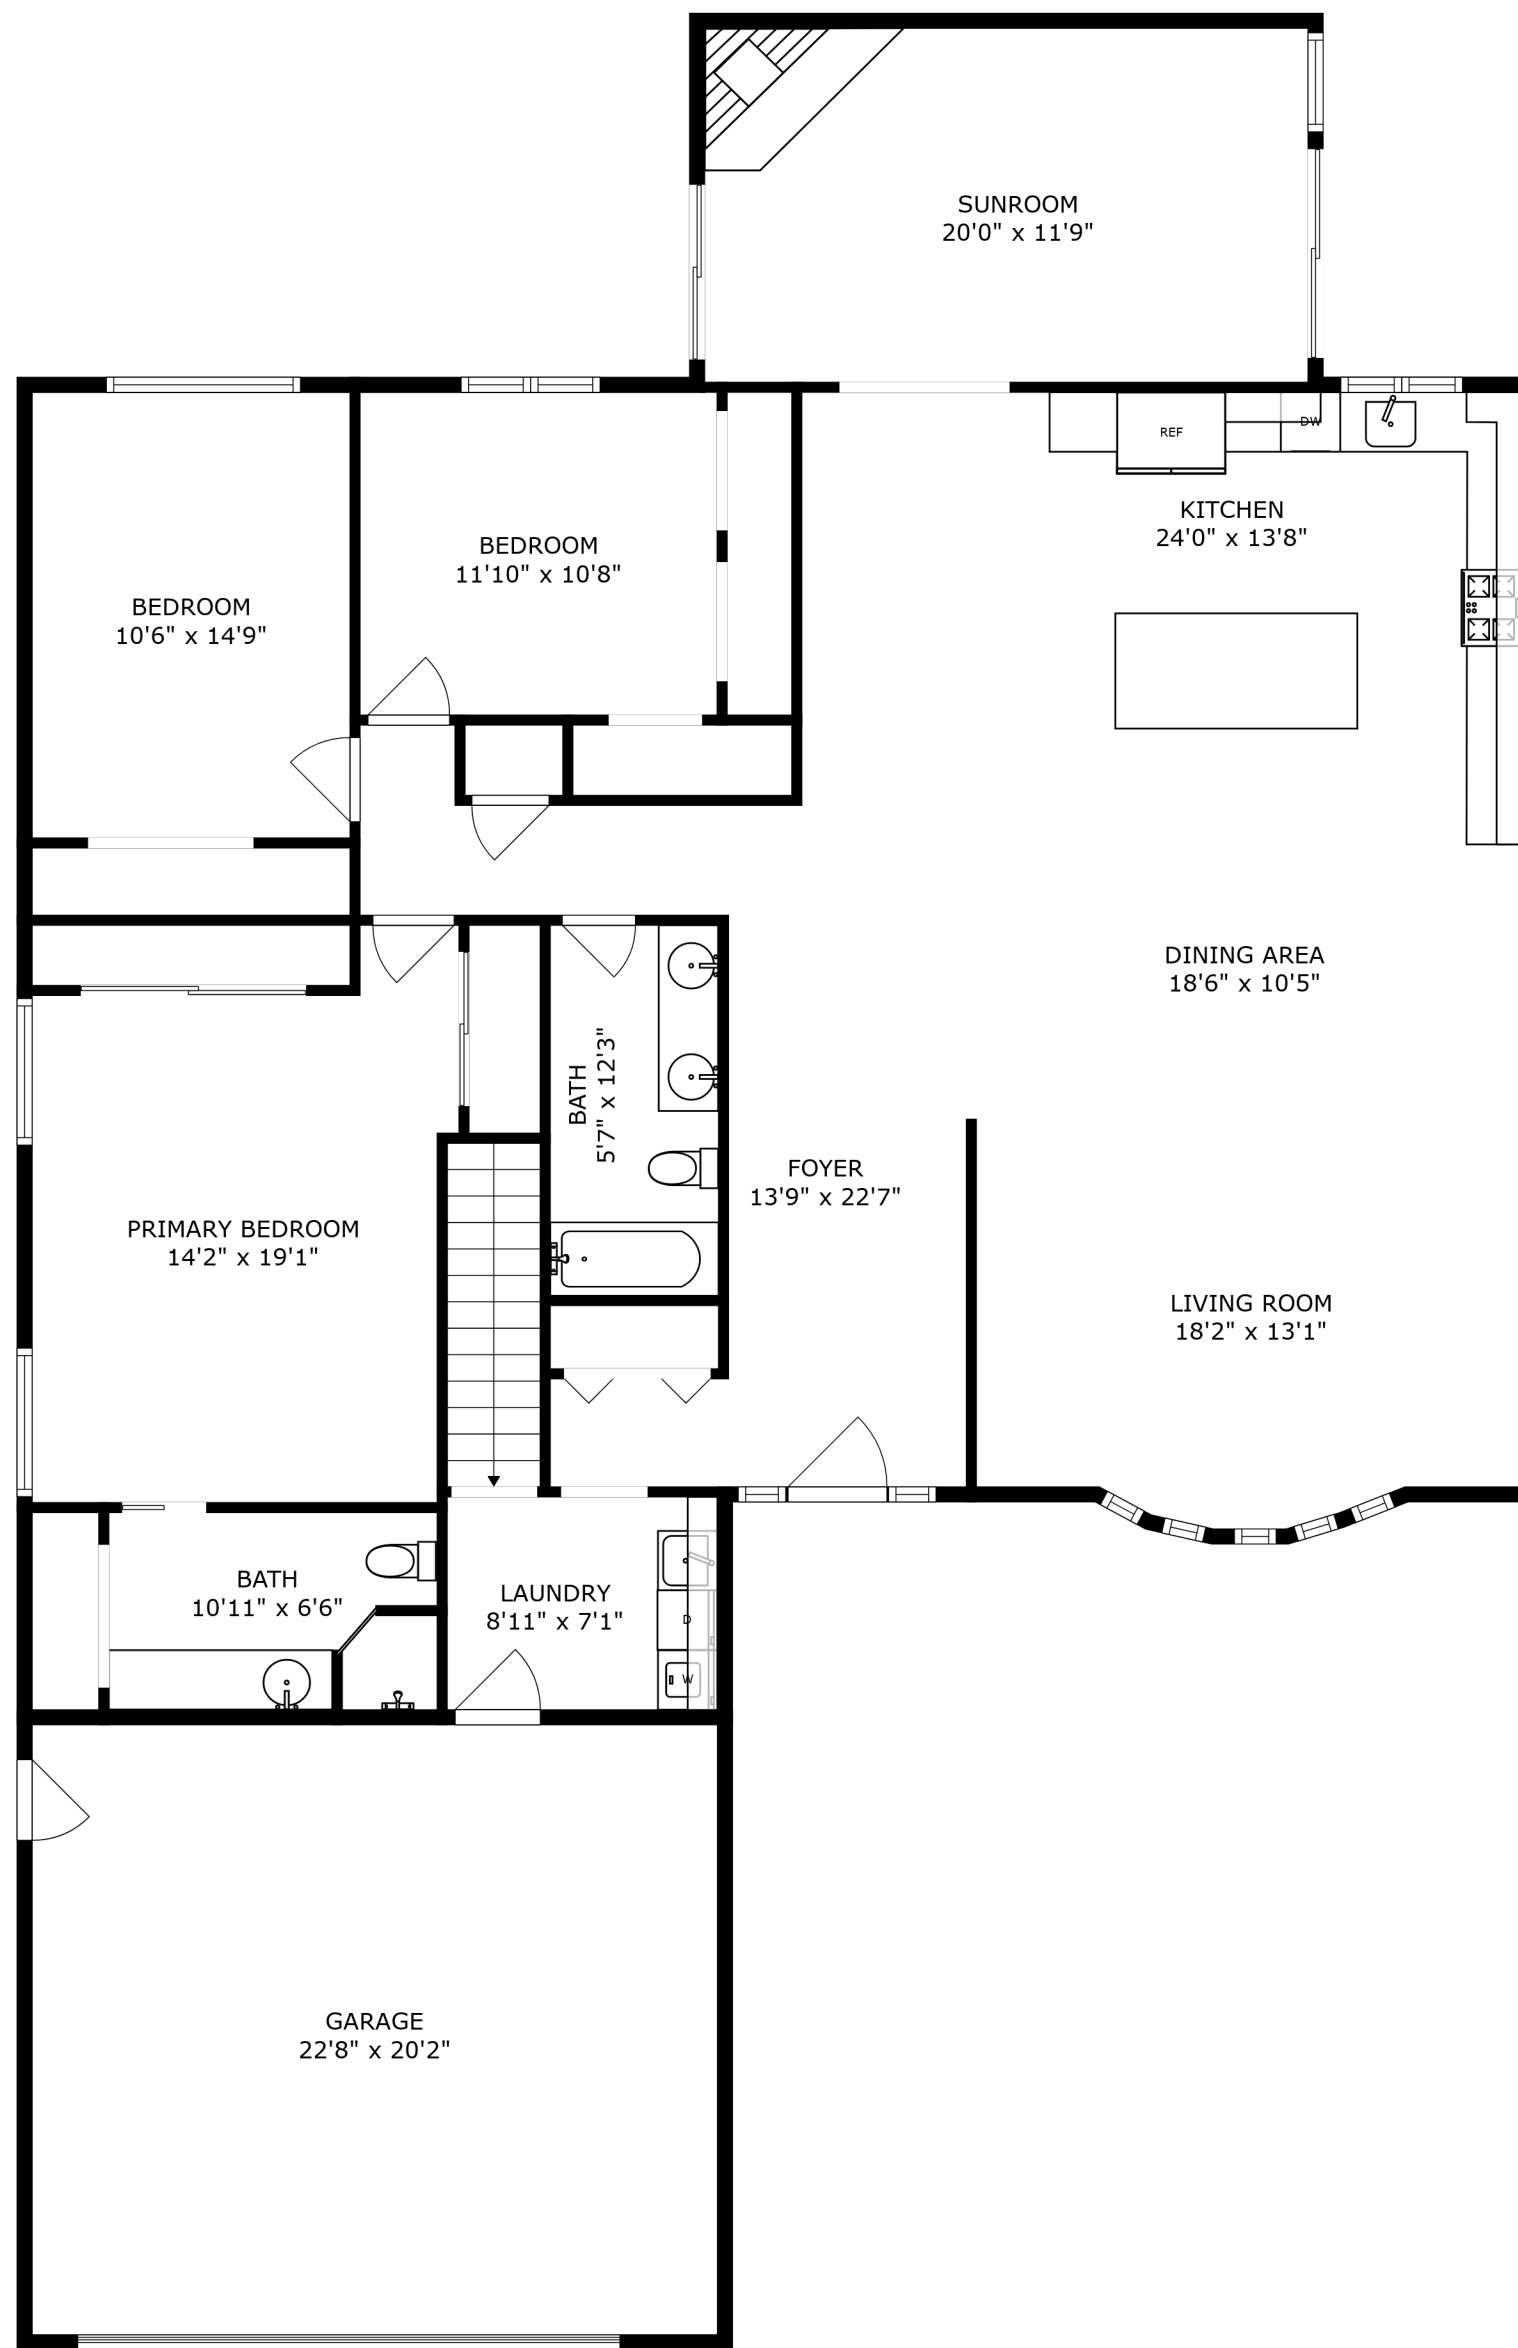 SUNROOM
20'0" x 11'9"
REF
DW
KITCHEN
24'0" x 13'8"
BEDROOM
11'10" x 10'8"
BEDROOM
10'6" x 14'9"
DINING AREA
18'6" x 10'5"
BATH
5'7" x 12'3"
FOYER
13'9" x 22'7"
PRIMARY BEDROOM
14'2" x 19'1"
LIVING ROOM
18'2" x 13'1"
BATH
10'11" x 6'6"
LAUNDRY
8'11" x 7'1"
D
W
GARAGE
22'8" x 20'2"